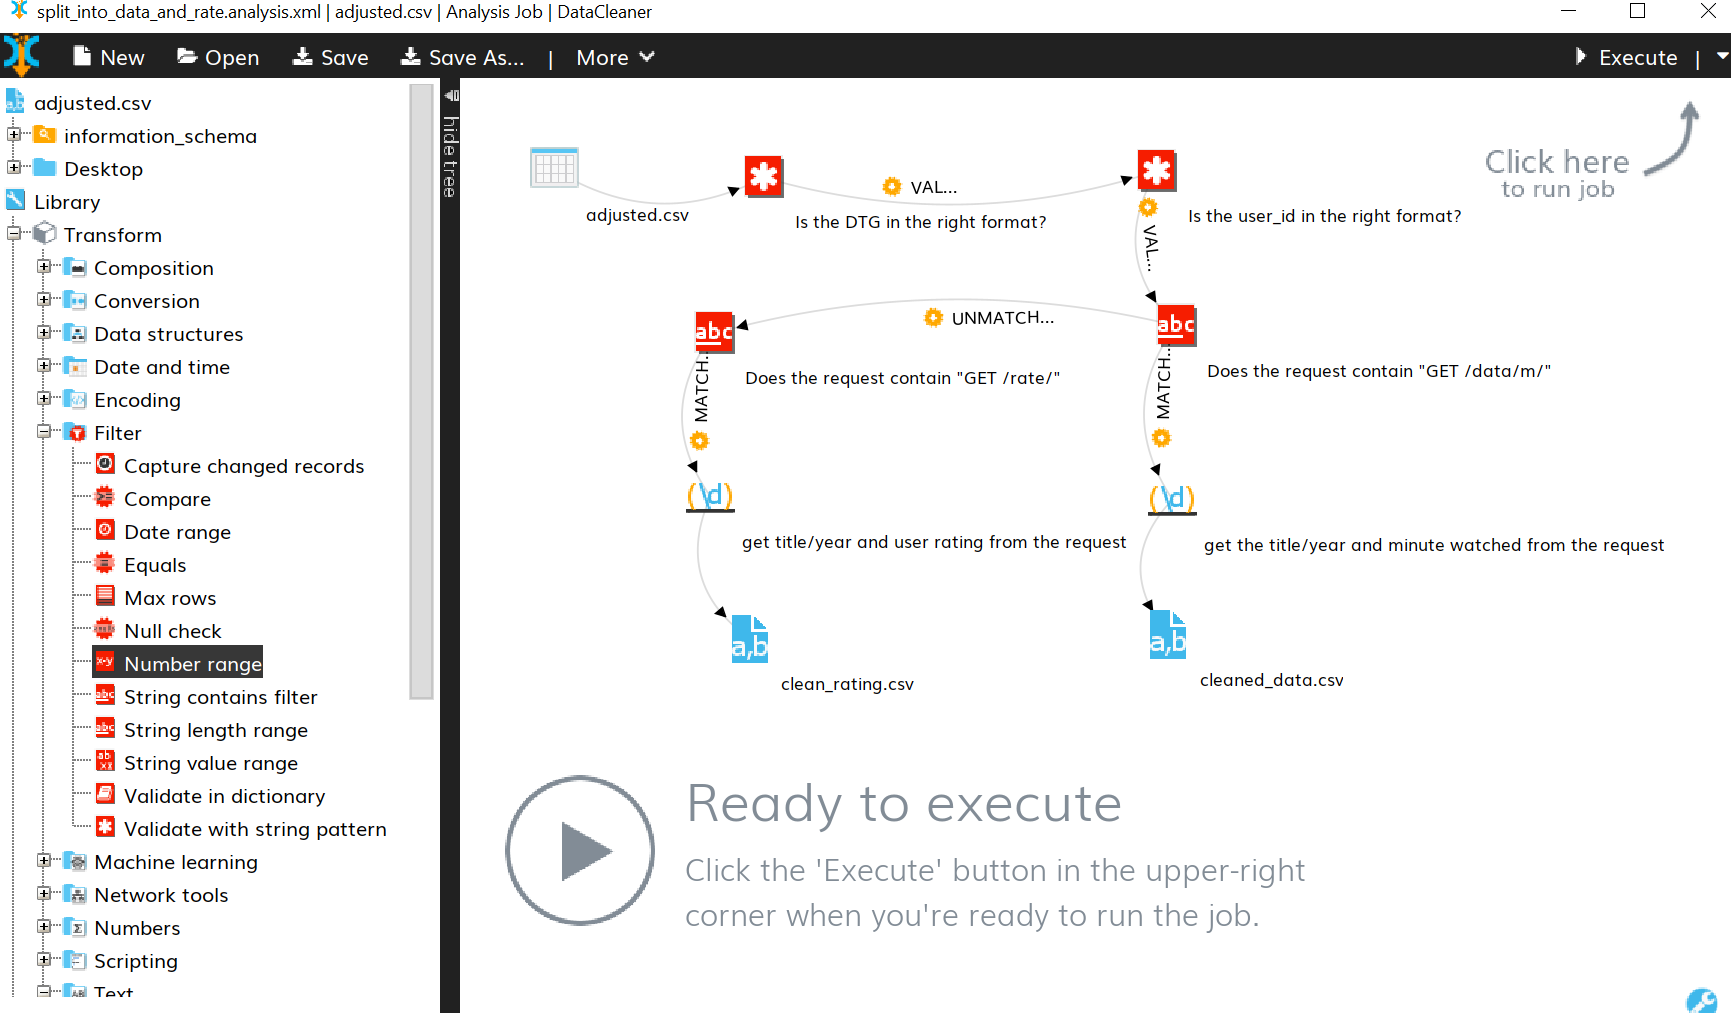 split_into_data_and_rate.analysis.xml | adjusted.csv | Analysis Job | DataCleaner
New Open Save Save As... | More Execute |
adjusted.csv
information_schema
Desktop
Library
Transform
Composition
Conversion
Data structures
Date and time
Encoding
Filter
Capture changed records
Compare
Date range
Equals
Max rows
Null check
Number range
String contains filter
String length range
String value range
Validate in dictionary
Validate with string pattern
Machine learning
Network tools
Numbers
Scripting
Text
hide tree
Click here
to run job
adjusted.csv
VAL...
Is the DTG in the right format?
Is the user_id in the right format?
VAL...
UNMATCH...
abc
abc
Does the request contain "GET /rate/"
Does the request contain "GET /data/m/"
MATCH...
MATCH...
(\d)
(\d)
get title/year and user rating from the request
get the title/year and minute watched from the request
a,b
a,b
clean_rating.csv
cleaned_data.csv
Ready to execute
Click the 'Execute' button in the upper-right
corner when you're ready to run the job.